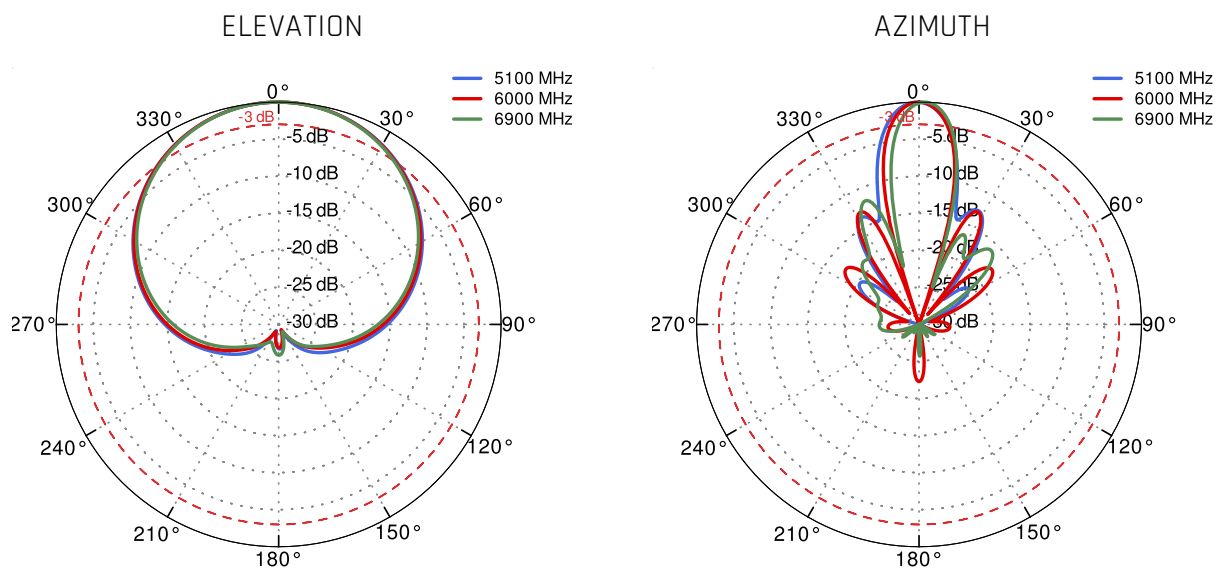 ELEVATION
5100 MHz
6000 MHz
6900 MHz
0°
330°
-3 dB
30°
-5 dB
-10 dB
300°
60°
-15 dB
-20 dB
-25 dB
270°
-30 dB
90°
240°
120°
210°
150°
180°
AZIMUTH
5100 MHz
6000 MHz
6900 MHz
0°
330°
-3 dB
30°
-5 dB
-10 dB
300°
60°
-15 dB
-20 dB
-25 dB
270°
-30 dB
90°
240°
120°
210°
150°
180°